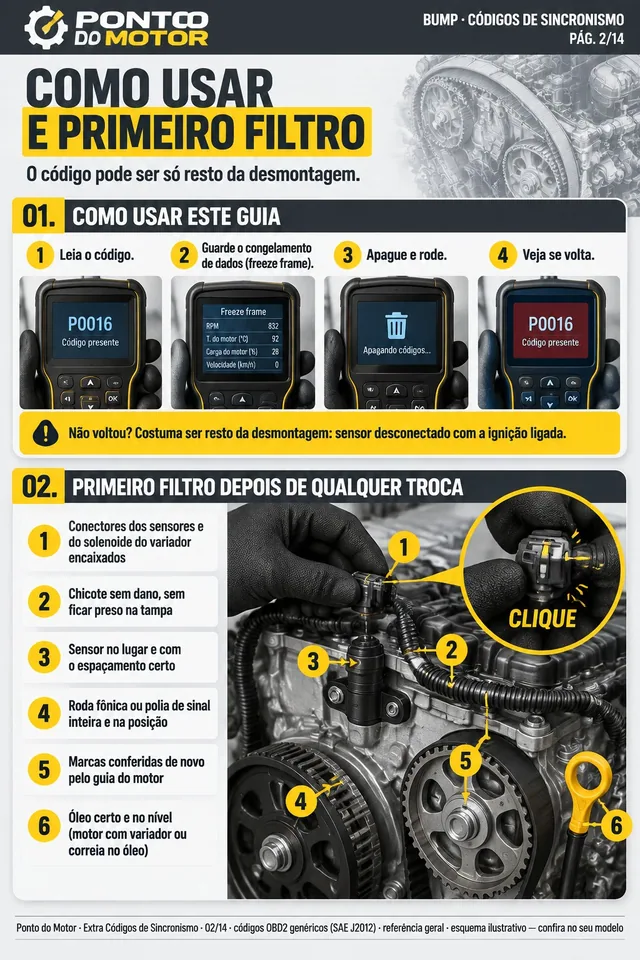 PONTO
DO MOTOR
BUMP · CÓDIGOS DE SINCRONISMO
PÁG. 2/14
COMO USAR
E PRIMEIRO FILTRO
O código pode ser só resto da desmontagem.
01. COMO USAR ESTE GUIA
1 Leia o código.
2 Guarde o congelamento
de dados (freeze frame).
3 Apague e rode.
4 Veja se volta.
P0016
Código presente
OK
Freeze frame
RPM 832
T. do motor (°C) 92
Carga do motor (%) 28
Velocidade (km/h) 0
Apagando códigos...
P0016
Código presente
OK
Não voltou? Costuma ser resto da desmontagem: sensor desconectado com a ignição ligada.
02. PRIMEIRO FILTRO DEPOIS DE QUALQUER TROCA
1 Conectores dos sensores e
do solenoide do variador
encaixados
2 Chicote sem dano, sem
ficar preso na tampa
3 Sensor no lugar e com
o espaçamento certo
4 Roda fônica ou polia de sinal
inteira e na posição
5 Marcas conferidas de novo
pelo guia do motor
6 Óleo certo e no nível
(motor com variador ou
correia no óleo)
1
CLIQUE
2
3
5
4
6
Ponto do Motor · Extra Códigos de Sincronismo · 02/14 · códigos OBD2 genéricos (SAE J2012) · referência geral · esquema ilustrativo — confira no seu modelo